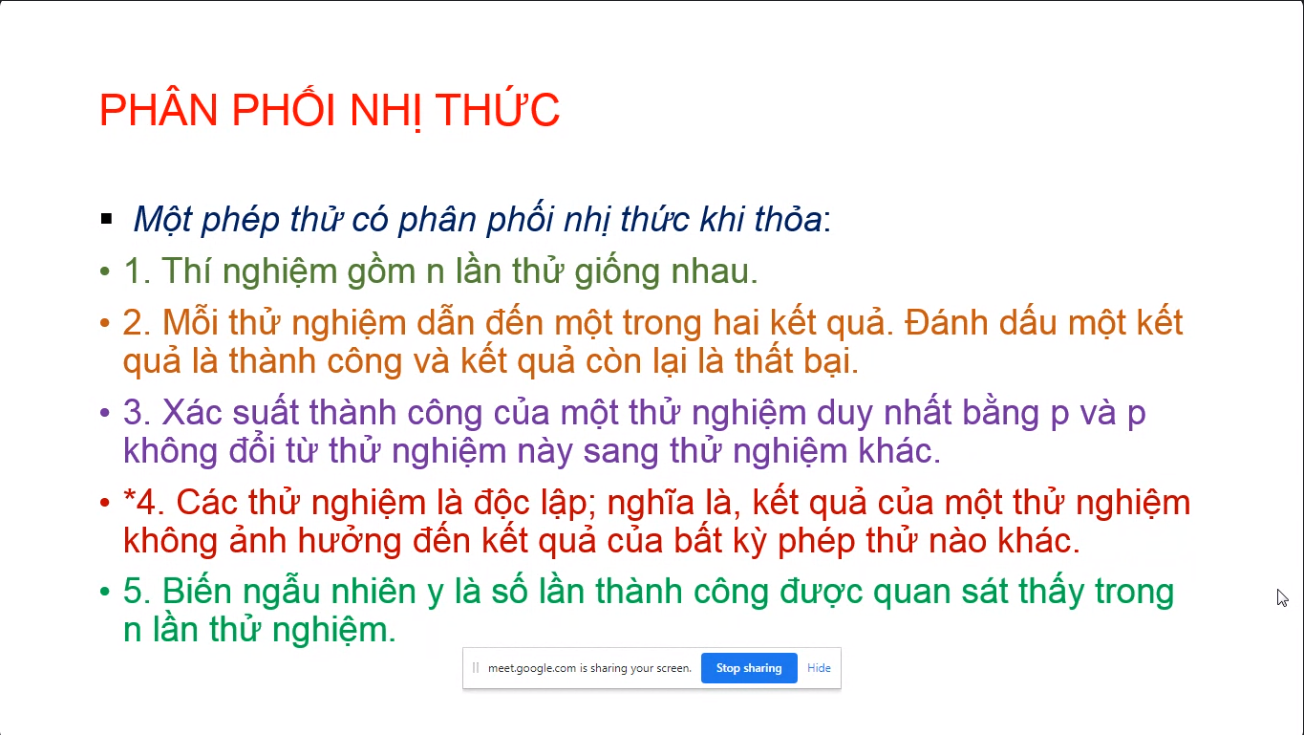 PHÂN PHỐI NHỊ THỨC
▪ Một phép thử có phân phối nhị thức khi thỏa:
• 1. Thí nghiệm gồm n lần thử giống nhau.
• 2. Mỗi thử nghiệm dẫn đến một trong hai kết quả. Đánh dấu một kết
quả là thành công và kết quả còn lại là thất bại.
• 3. Xác suất thành công của một thử nghiệm duy nhất bằng p và p
không đổi từ thử nghiệm này sang thử nghiệm khác.
• *4. Các thử nghiệm là độc lập; nghĩa là, kết quả của một thử nghiệm
không ảnh hưởng đến kết quả của bất kỳ phép thử nào khác.
• 5. Biến ngẫu nhiên y là số lần thành công được quan sát thấy trong
n lần thử nghiệm.
meet.google.com is sharing your screen. Stop sharing Hide